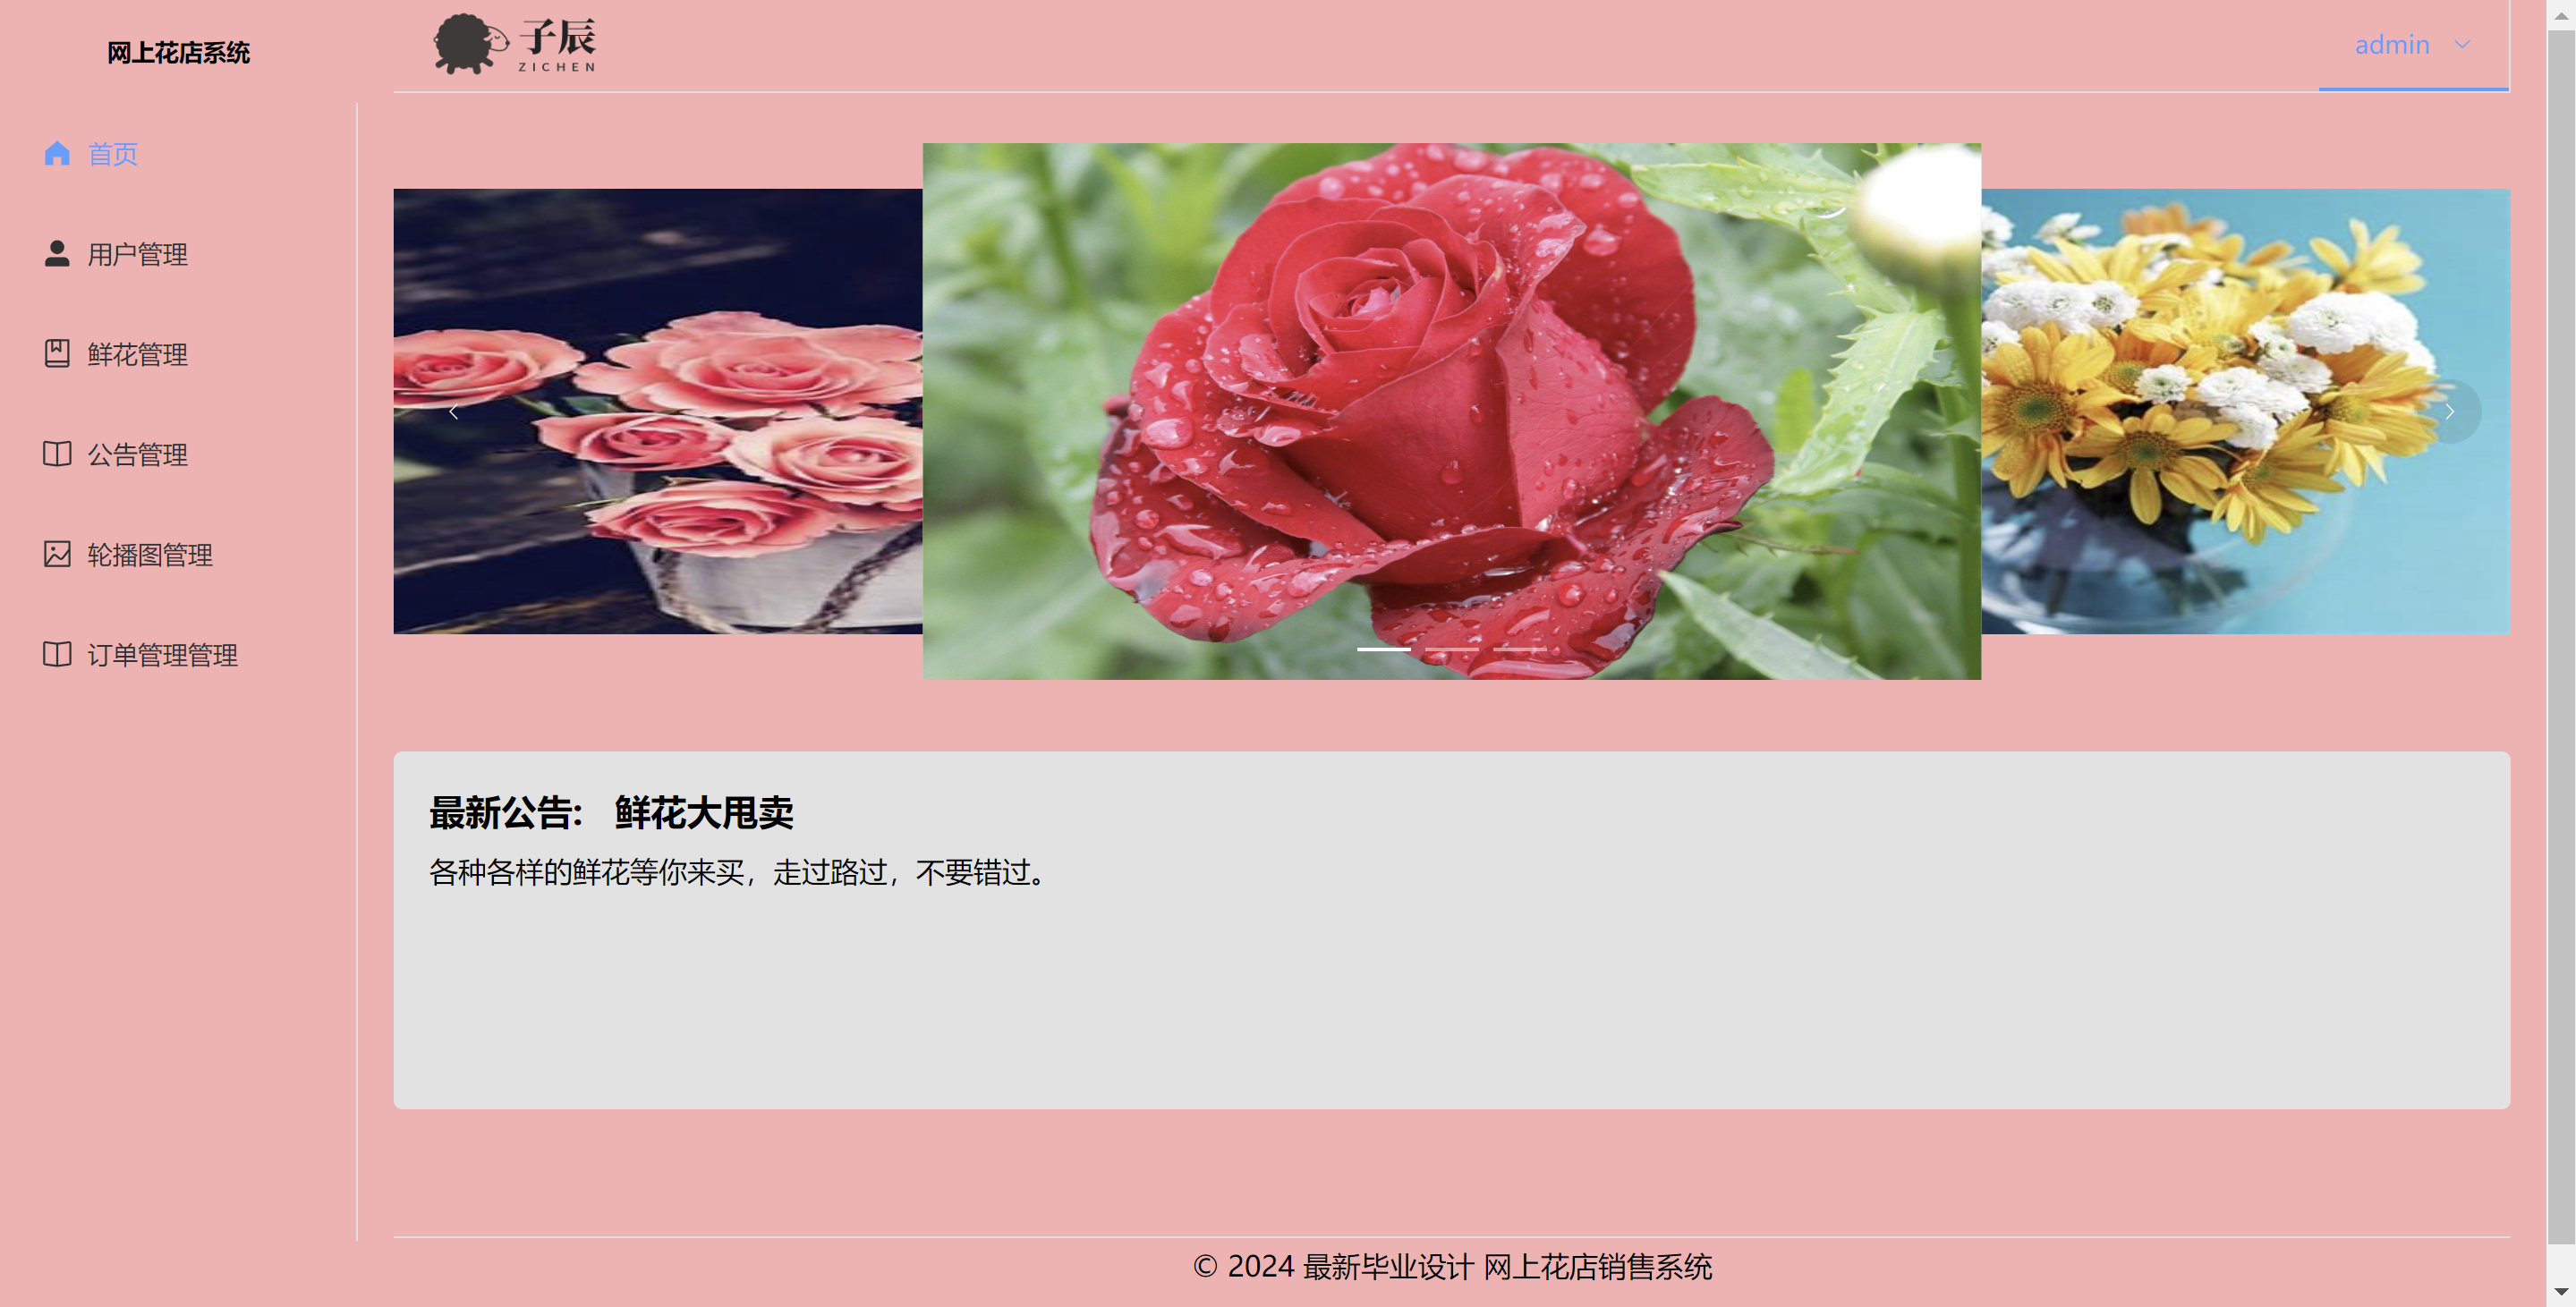 网上花店系统
子辰
ZICHEN
admin
首页
用户管理
鲜花管理
公告管理
轮播图管理
订单管理管理
最新公告： 鲜花大甩卖
各种各样的鲜花等你来买，走过路过，不要错过。
© 2024 最新毕业设计 网上花店销售系统